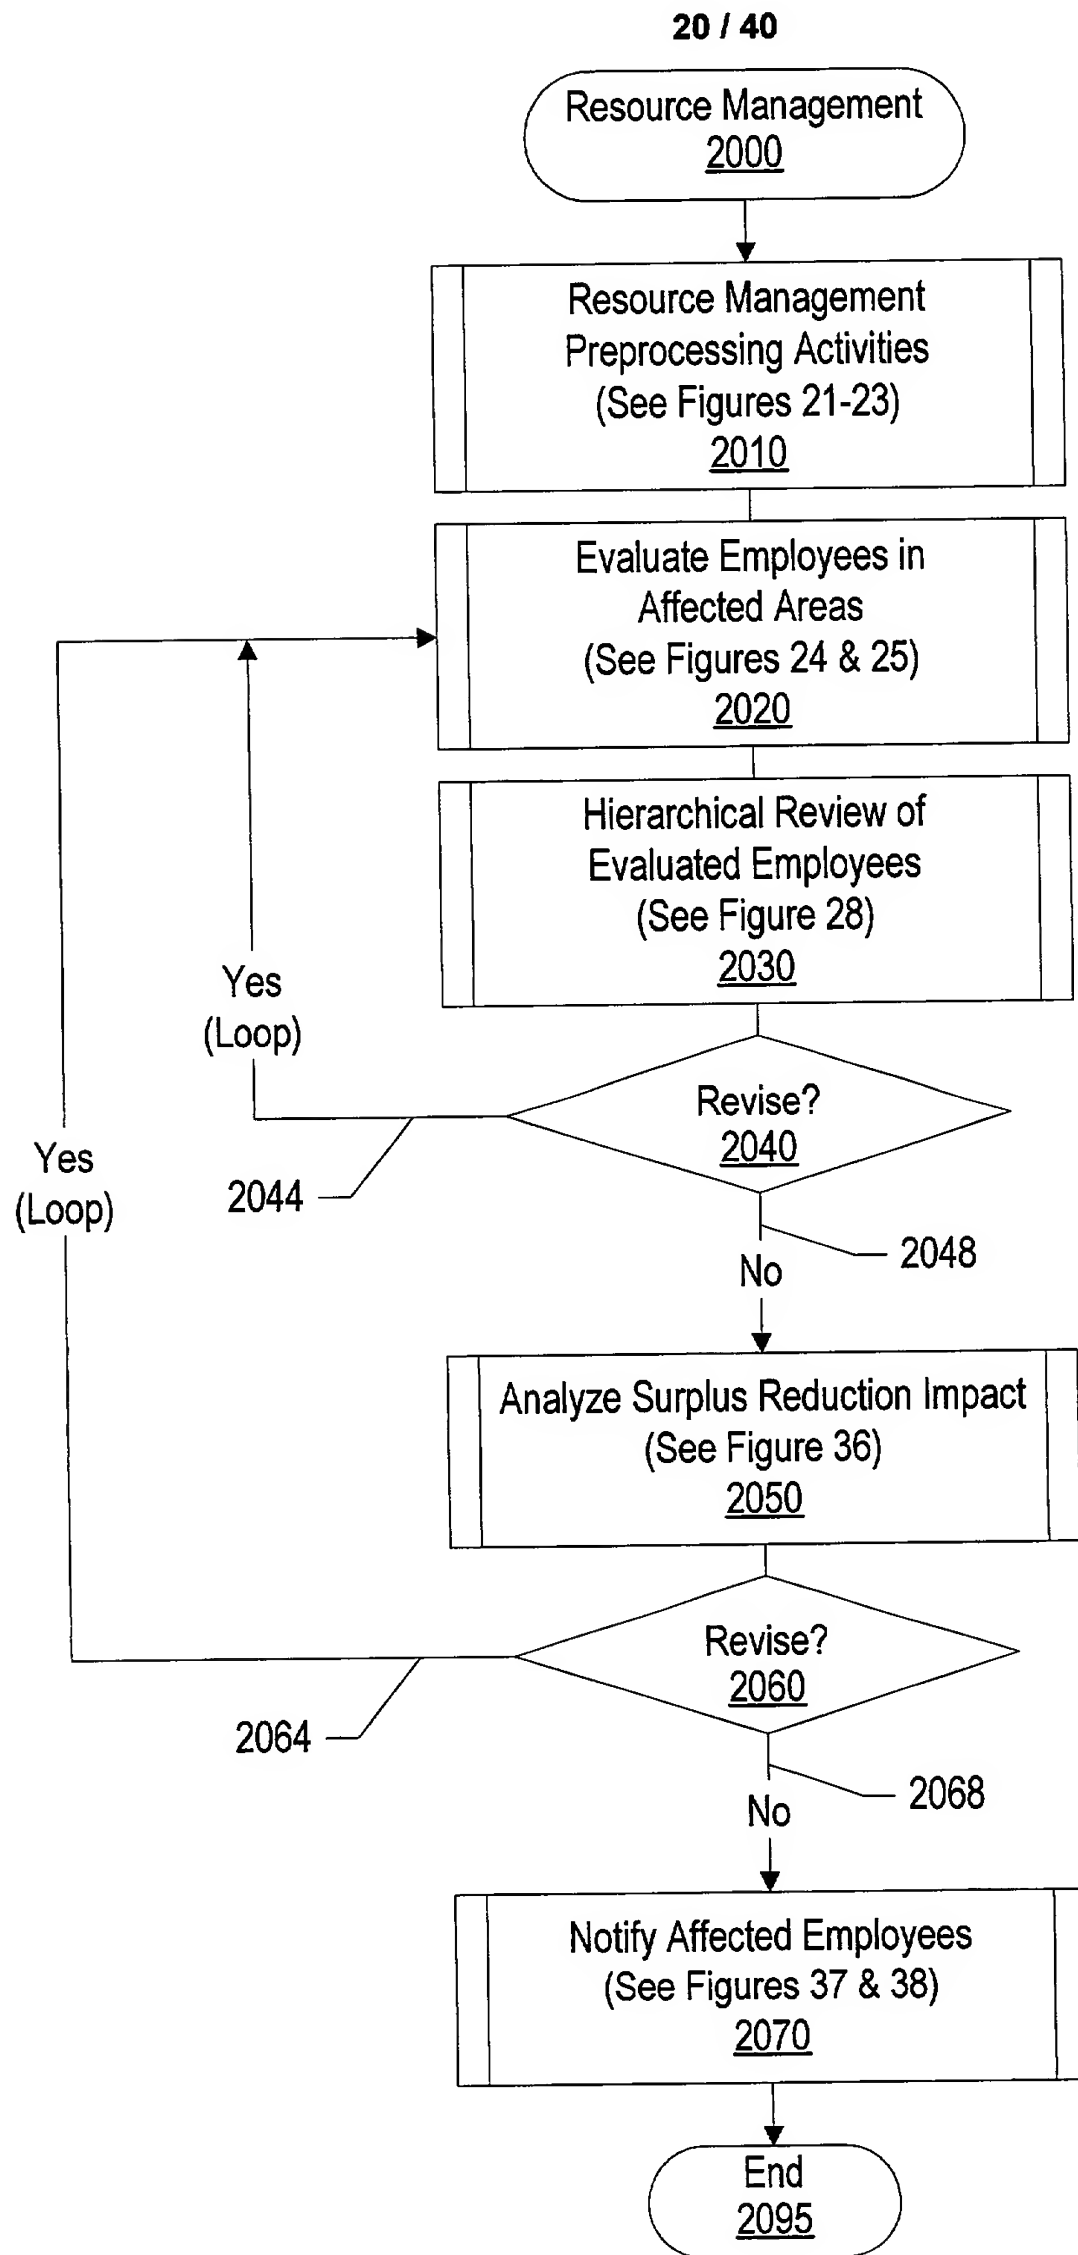 20 / 40
Resource Management
2000
Resource Management
Preprocessing Activities
(See Figures 21-23)
2010
Evaluate Employees in
Affected Areas
(See Figures 24 & 25)
2020
Hierarchical Review of
Evaluated Employees
(See Figure 28)
2030
Yes
(Loop)
Revise?
2040
Yes
(Loop)
2044
2048
No
Analyze Surplus Reduction Impact
(See Figure 36)
2050
Revise?
2060
2064
2068
No
Notify Affected Employees
(See Figures 37 & 38)
2070
End
2095